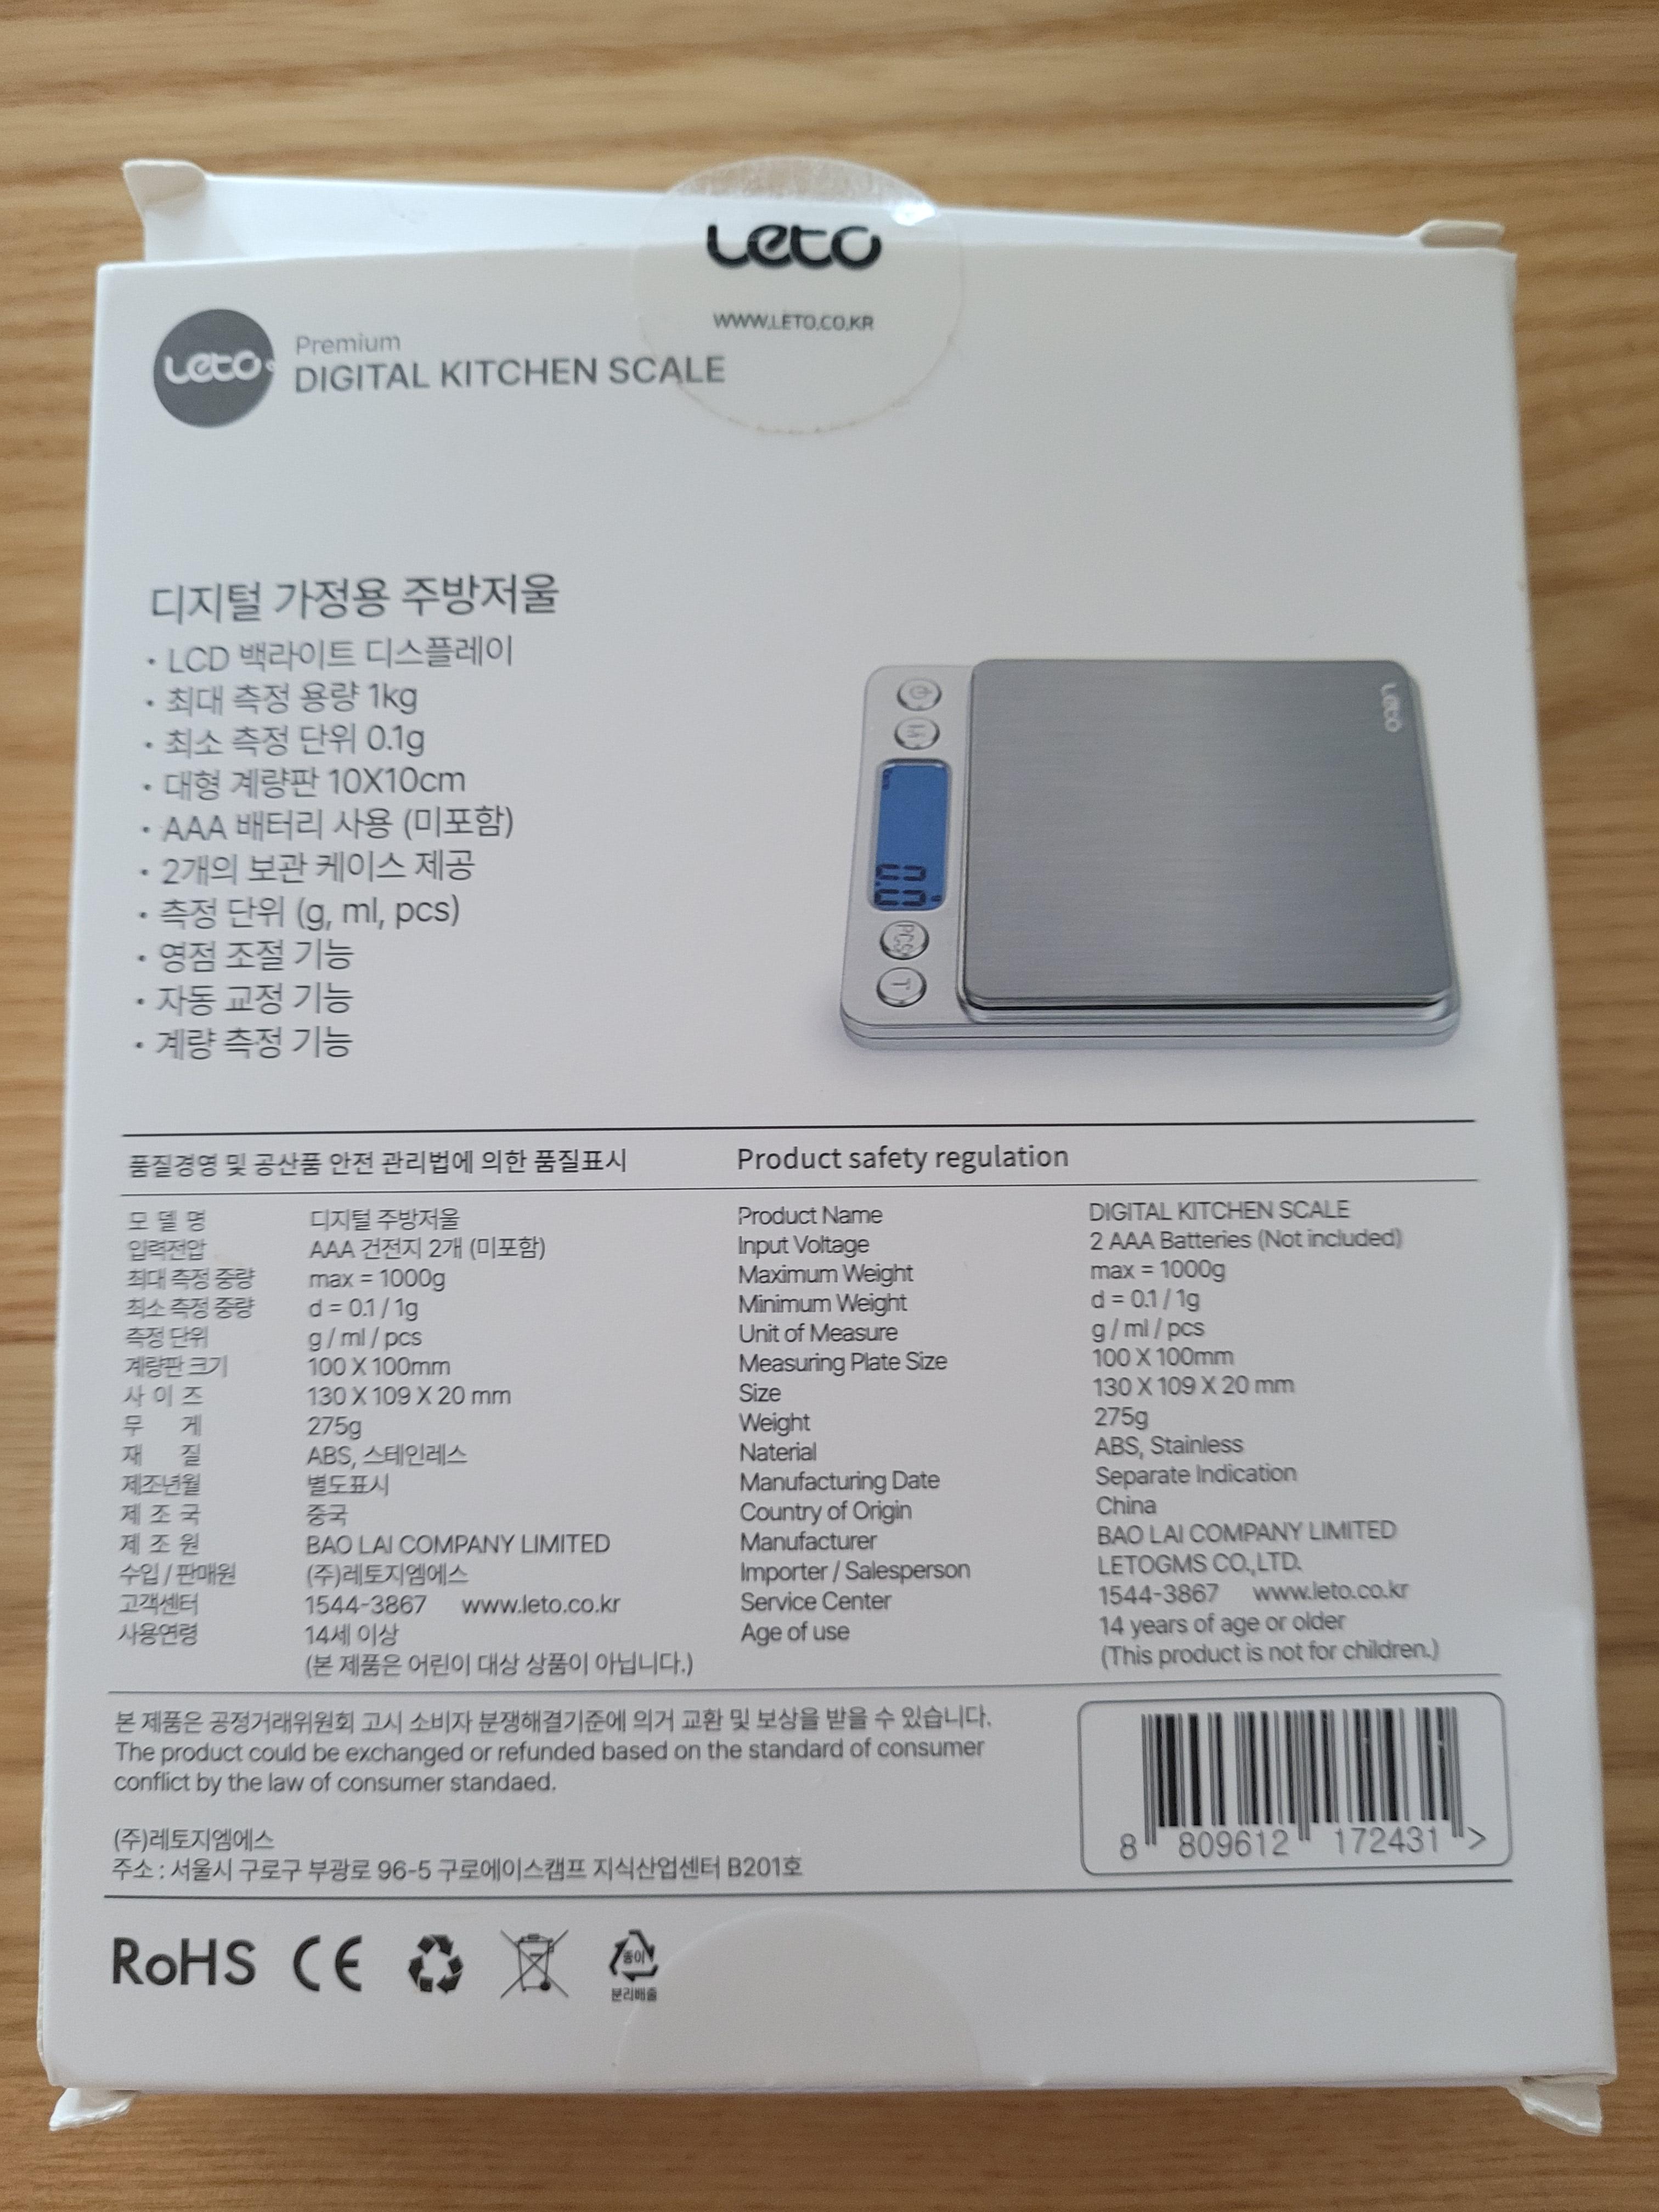 Leto
WWW.LETO.CO.KR
Leto
Premium
DIGITAL KITCHEN SCALE
디지털 가정용 주방저울
· LCD 백라이트 디스플레이
· 최대 측정 용량 1kg
· 최소 측정 단위 0.1g
· 대형 계량판 10X10cm
· AAA 배터리 사용 (미포함)
· 2개의 보관 케이스 제공
· 측정 단위 (g, ml, pcs)
· 영점 조절 기능
· 자동 교정 기능
· 계량 측정 기능
Leto
0.0
PCS
T
품질경영 및 공산품 안전 관리법에 의한 품질표시
모 델 명 디지털 주방저울
입력전압 AAA 건전지 2개 (미포함)
최대 측정 중량 max = 1000g
최소 측정 중량 d = 0.1 / 1g
측정 단위 g / ml / pcs
계량판 크기 100 X 100mm
사 이 즈 130 X 109 X 20 mm
무 게 275g
재 질 ABS, 스테인레스
제조년월 별도표시
제 조 국 중국
제 조 원 BAO LAI COMPANY LIMITED
수입 / 판매원 (주)레토지엠에스
고객센터 1544-3867 www.leto.co.kr
사용연령 14세 이상
(본 제품은 어린이 대상 상품이 아닙니다.)
Product safety regulation
Product Name DIGITAL KITCHEN SCALE
Input Voltage 2 AAA Batteries (Not included)
Maximum Weight max = 1000g
Minimum Weight d = 0.1 / 1g
Unit of Measure g / ml / pcs
Measuring Plate Size 100 X 100mm
Size 130 X 109 X 20 mm
Weight 275g
Naterial ABS, Stainless
Manufacturing Date Separate Indication
Country of Origin China
Manufacturer BAO LAI COMPANY LIMITED
Importer / Salesperson LETOGMS CO.,LTD.
Service Center 1544-3867 www.leto.co.kr
Age of use 14 years of age or older
(This product is not for children.)
본 제품은 공정거래위원회 고시 소비자 분쟁해결기준에 의거 교환 및 보상을 받을 수 있습니다.
The product could be exchanged or refunded based on the standard of consumer
conflict by the law of consumer standaed.
(주)레토지엠에스
주소 : 서울시 구로구 부광로 96-5 구로에이스캠프 지식산업센터 B201호
8 809612 172431 >
RoHS CE
종이
분리배출